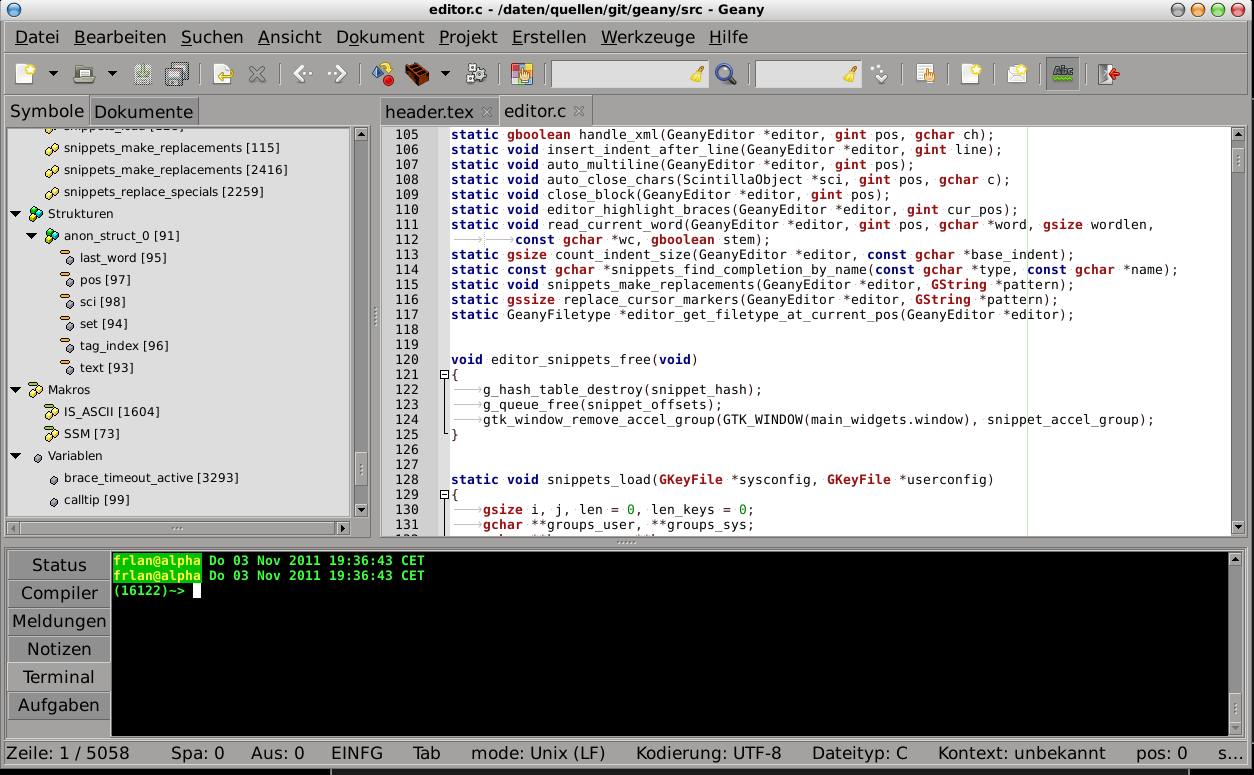 editor.c - /daten/quellen/git/geany/src - Geany
Datei Bearbeiten Suchen Ansicht Dokument Projekt Erstellen Werkzeuge Hilfe
Abc
Symbole Dokumente
snippets_make_replacements [115]
snippets_make_replacements [2416]
snippets_replace_specials [2259]
Strukturen
anon_struct_0 [91]
last_word [95]
pos [97]
sci [98]
set [94]
tag_index [96]
text [93]
Makros
IS_ASCII [1604]
SSM [73]
Variablen
brace_timeout_active [3293]
calltip [99]
header.tex editor.c
105 static gboolean handle_xml(GeanyEditor *editor, gint pos, gchar ch);
106 static void insert_indent_after_line(GeanyEditor *editor, gint line);
107 static void auto_multiline(GeanyEditor *editor, gint pos);
108 static void auto_close_chars(ScintillaObject *sci, gint pos, gchar c);
109 static void close_block(GeanyEditor *editor, gint pos);
110 static void editor_highlight_braces(GeanyEditor *editor, gint cur_pos);
111 static void read_current_word(GeanyEditor *editor, gint pos, gchar *word, gsize wordlen,
112 const gchar *wc, gboolean stem);
113 static gsize count_indent_size(GeanyEditor *editor, const gchar *base_indent);
114 static const gchar *snippets_find_completion_by_name(const gchar *type, const gchar *name);
115 static void snippets_make_replacements(GeanyEditor *editor, GString *pattern);
116 static gssize replace_cursor_markers(GeanyEditor *editor, GString *pattern);
117 static GeanyFiletype *editor_get_filetype_at_current_pos(GeanyEditor *editor);
118
119
120 void editor_snippets_free(void)
121 {
122 g_hash_table_destroy(snippet_hash);
123 g_queue_free(snippet_offsets);
124 gtk_window_remove_accel_group(GTK_WINDOW(main_widgets.window), snippet_accel_group);
125 }
126
127
128 static void snippets_load(GKeyFile *sysconfig, GKeyFile *userconfig)
129 {
130 gsize i, j, len = 0, len_keys = 0;
131 gchar **groups_user, **groups_sys;
Status
Compiler
Meldungen
Notizen
Terminal
Aufgaben
frlan@alpha Do 03 Nov 2011 19:36:43 CET
frlan@alpha Do 03 Nov 2011 19:36:43 CET
(16122)~>
Zeile: 1 / 5058 Spa: 0 Aus: 0 EINFG Tab mode: Unix (LF) Kodierung: UTF-8 Dateityp: C Kontext: unbekannt pos: 0 s...